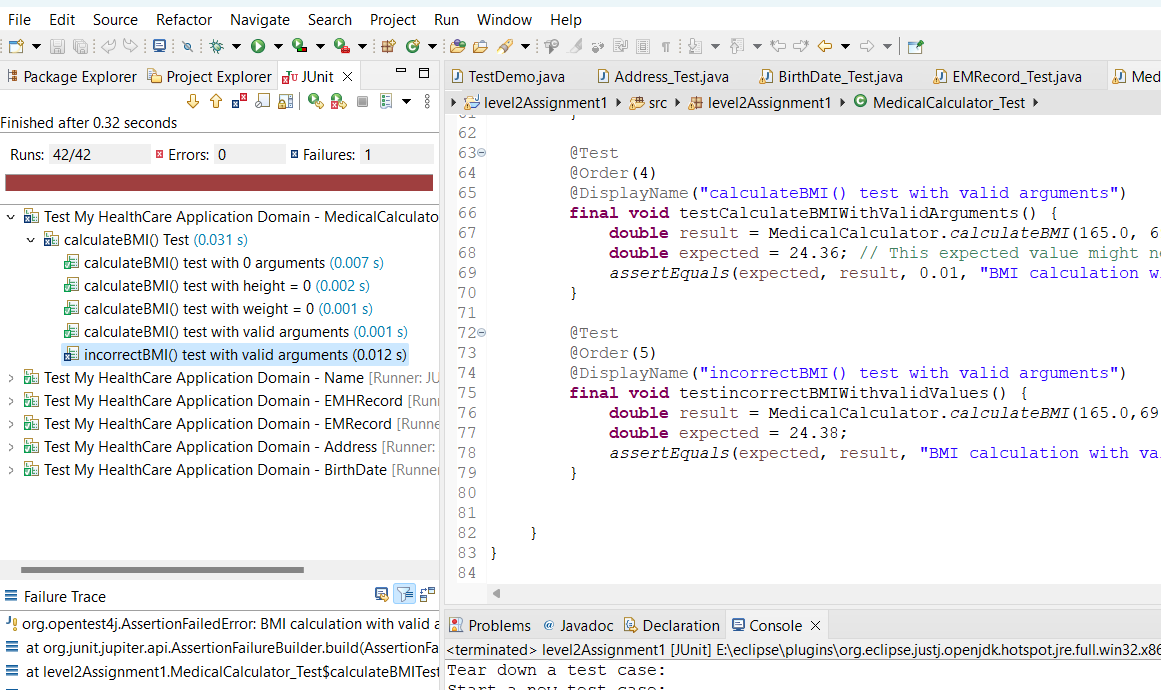 File Edit Source Refactor Navigate Search Project Run Window Help
Package Explorer Project Explorer JUnit
TestDemo.java Address_Test.java BirthDate_Test.java EMRecord_Test.java Med
level2Assignment1 src level2Assignment1 MedicalCalculator_Test
Finished after 0.32 seconds
Runs: 42/42 Errors: 0 Failures: 1
Test My HealthCare Application Domain - MedicalCalculato
calculateBMI() Test (0.031 s)
calculateBMI() test with 0 arguments (0.007 s)
calculateBMI() test with height = 0 (0.002 s)
calculateBMI() test with weight = 0 (0.001 s)
calculateBMI() test with valid arguments (0.001 s)
incorrectBMI() test with valid arguments (0.012 s)
Test My HealthCare Application Domain - Name [Runner: JU
Test My HealthCare Application Domain - EMHRecord [Run
Test My HealthCare Application Domain - EMRecord [Runne
Test My HealthCare Application Domain - Address [Runner:
Test My HealthCare Application Domain - BirthDate [Runner
Failure Trace
org.opentest4j.AssertionFailedError: BMI calculation with valid a
at org.junit.jupiter.api.AssertionFailureBuilder.build(AssertionFa
at level2Assignment1.MedicalCalculator_Test$calculateBMITest
61 }
62
63 @Test
64 @Order(4)
65 @DisplayName("calculateBMI() test with valid arguments")
66 final void testCalculateBMIWithValidArguments() {
67 double result = MedicalCalculator.calculateBMI(165.0, 6
68 double expected = 24.36; // This expected value might no
69 assertEquals(expected, result, 0.01, "BMI calculation w
70 }
71
72 @Test
73 @Order(5)
74 @DisplayName("incorrectBMI() test with valid arguments")
75 final void testincorrectBMIWithvalidValues() {
76 double result = MedicalCalculator.calculateBMI(165.0,69
77 double expected = 24.38;
78 assertEquals(expected, result, "BMI calculation with va
79 }
80
81
82 }
83 }
84
Problems Javadoc Declaration Console
<terminated> level2Assignment1 [JUnit] E:\eclipse\plugins\org.eclipse.justj.openjdk.hotspot.jre.full.win32.x86
Tear down a test case:
Start a new test case: